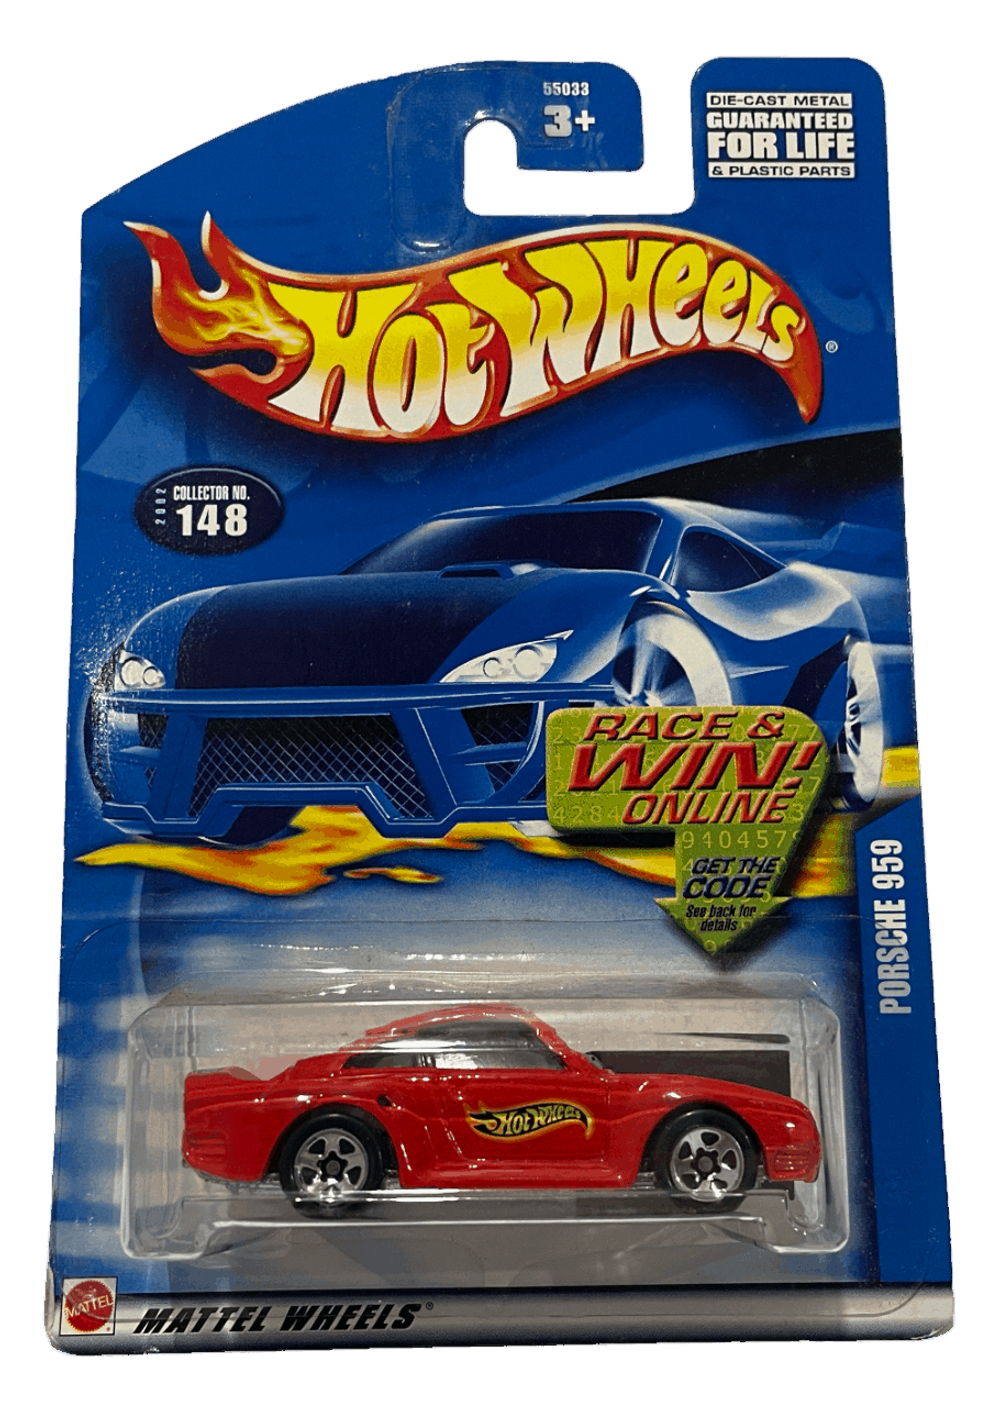 55033
3+
DIE-CAST METAL
GUARANTEED
FOR LIFE
& PLASTIC PARTS
HOT WHEELS®
2002
COLLECTOR NO.
148
RACE &
WIN!
ONLINE
9404579
GET THE
CODE
See back for
details
PORSCHE 959
HOT WHEELS
MATTEL
MATTEL WHEELS®